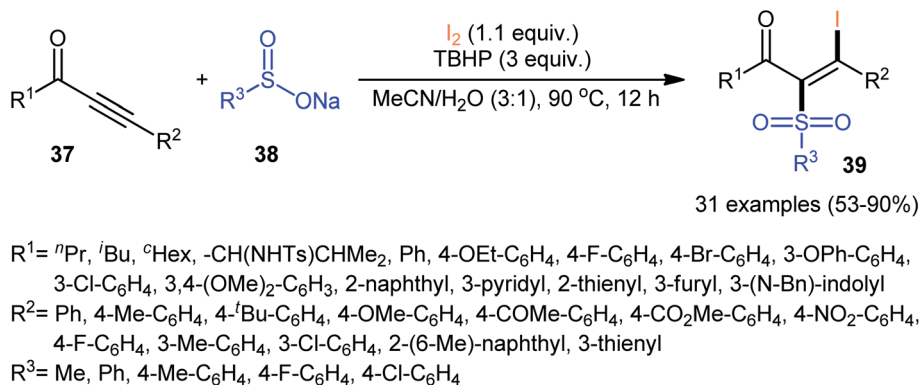 O
R¹
R²
37
+
O
S
R³
ONa
38
I₂ (1.1 equiv.)
TBHP (3 equiv.)
MeCN/H₂O (3:1), 90 °C, 12 h
O
I
R¹
R²
O=S=O
R³
39
31 examples (53-90%)
R¹= ⁿPr, ⁱBu, ᶜHex, -CH(NHTs)CHMe₂, Ph, 4-OEt-C₆H₄, 4-F-C₆H₄, 4-Br-C₆H₄, 3-OPh-C₆H₄,
3-Cl-C₆H₄, 3,4-(OMe)₂-C₆H₃, 2-naphthyl, 3-pyridyl, 2-thienyl, 3-furyl, 3-(N-Bn)-indolyl
R²= Ph, 4-Me-C₆H₄, 4-ᵗBu-C₆H₄, 4-OMe-C₆H₄, 4-COMe-C₆H₄, 4-CO₂Me-C₆H₄, 4-NO₂-C₆H₄,
4-F-C₆H₄, 3-Me-C₆H₄, 3-Cl-C₆H₄, 2-(6-Me)-naphthyl, 3-thienyl
R³= Me, Ph, 4-Me-C₆H₄, 4-F-C₆H₄, 4-Cl-C₆H₄